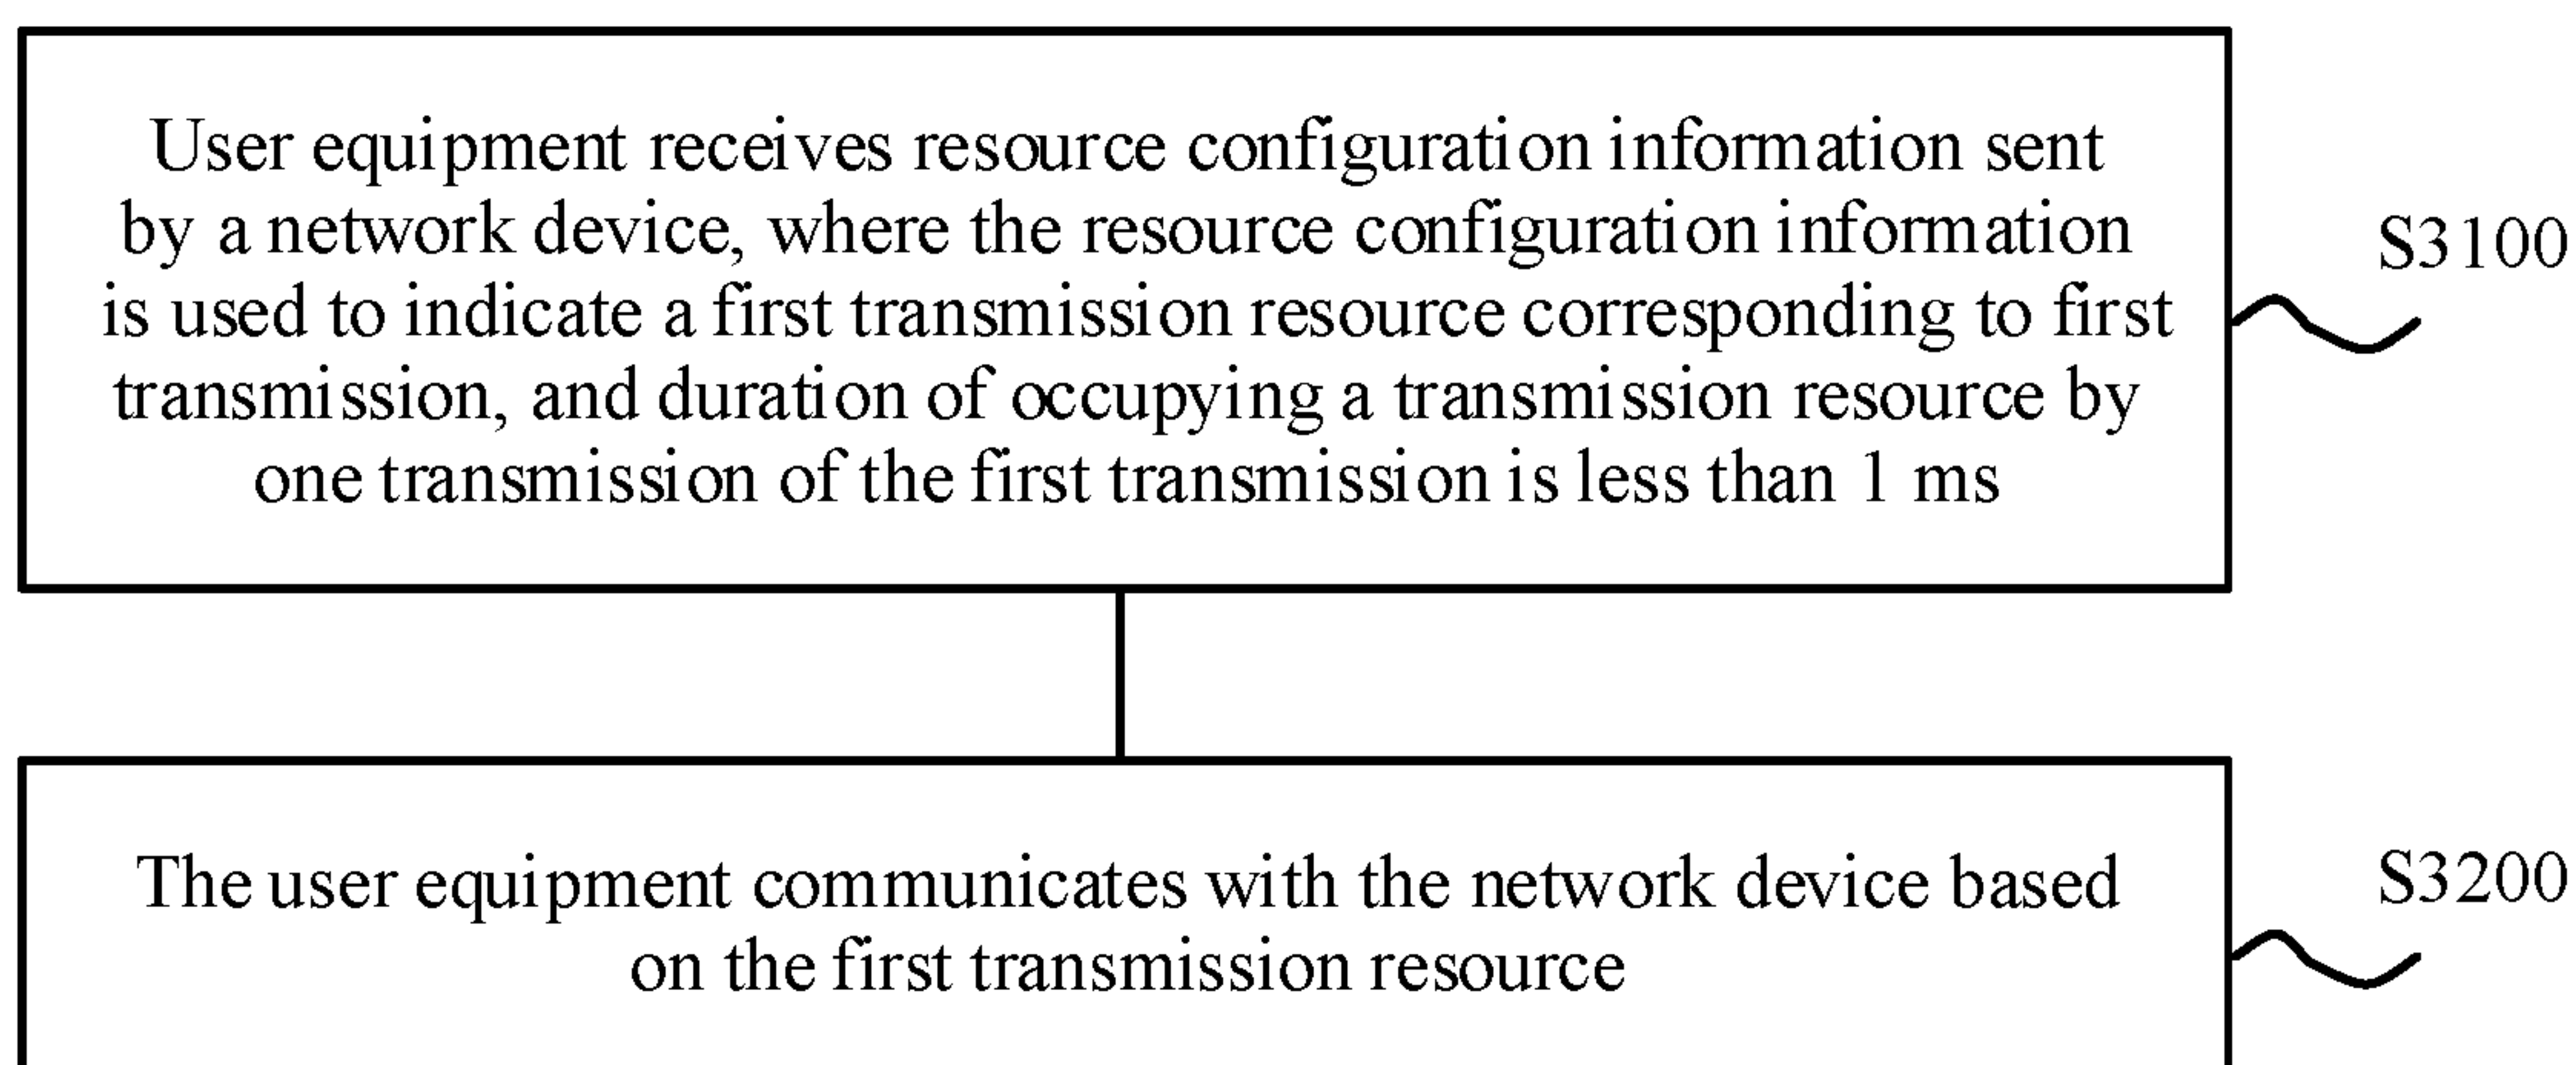 User equipment receives resource configuration information sent
by a network device, where the resource configuration information
is used to indicate a first transmission resource corresponding to first
transmission, and duration of occupying a transmission resource by
one transmission of the first transmission is less than 1 ms
S3100
The user equipment communicates with the network device based
on the first transmission resource
S3200